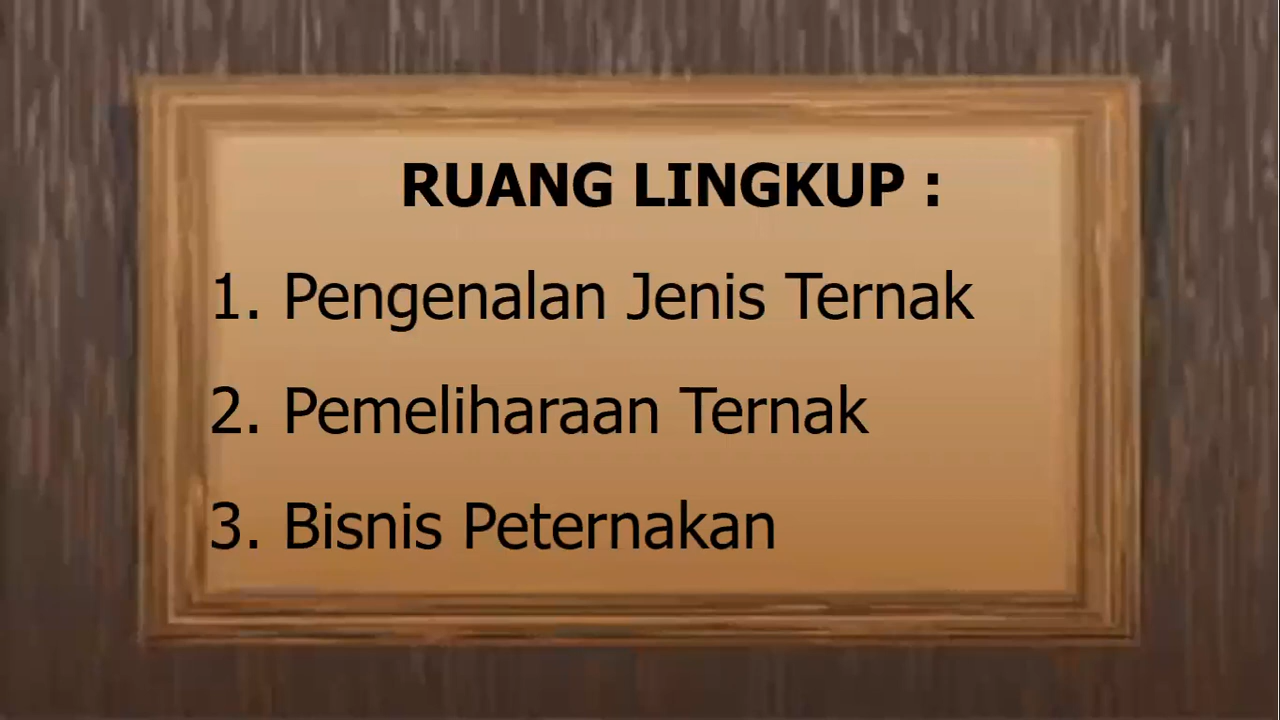 RUANG LINGKUP :
1. Pengenalan Jenis Ternak
2. Pemeliharaan Ternak
3. Bisnis Peternakan